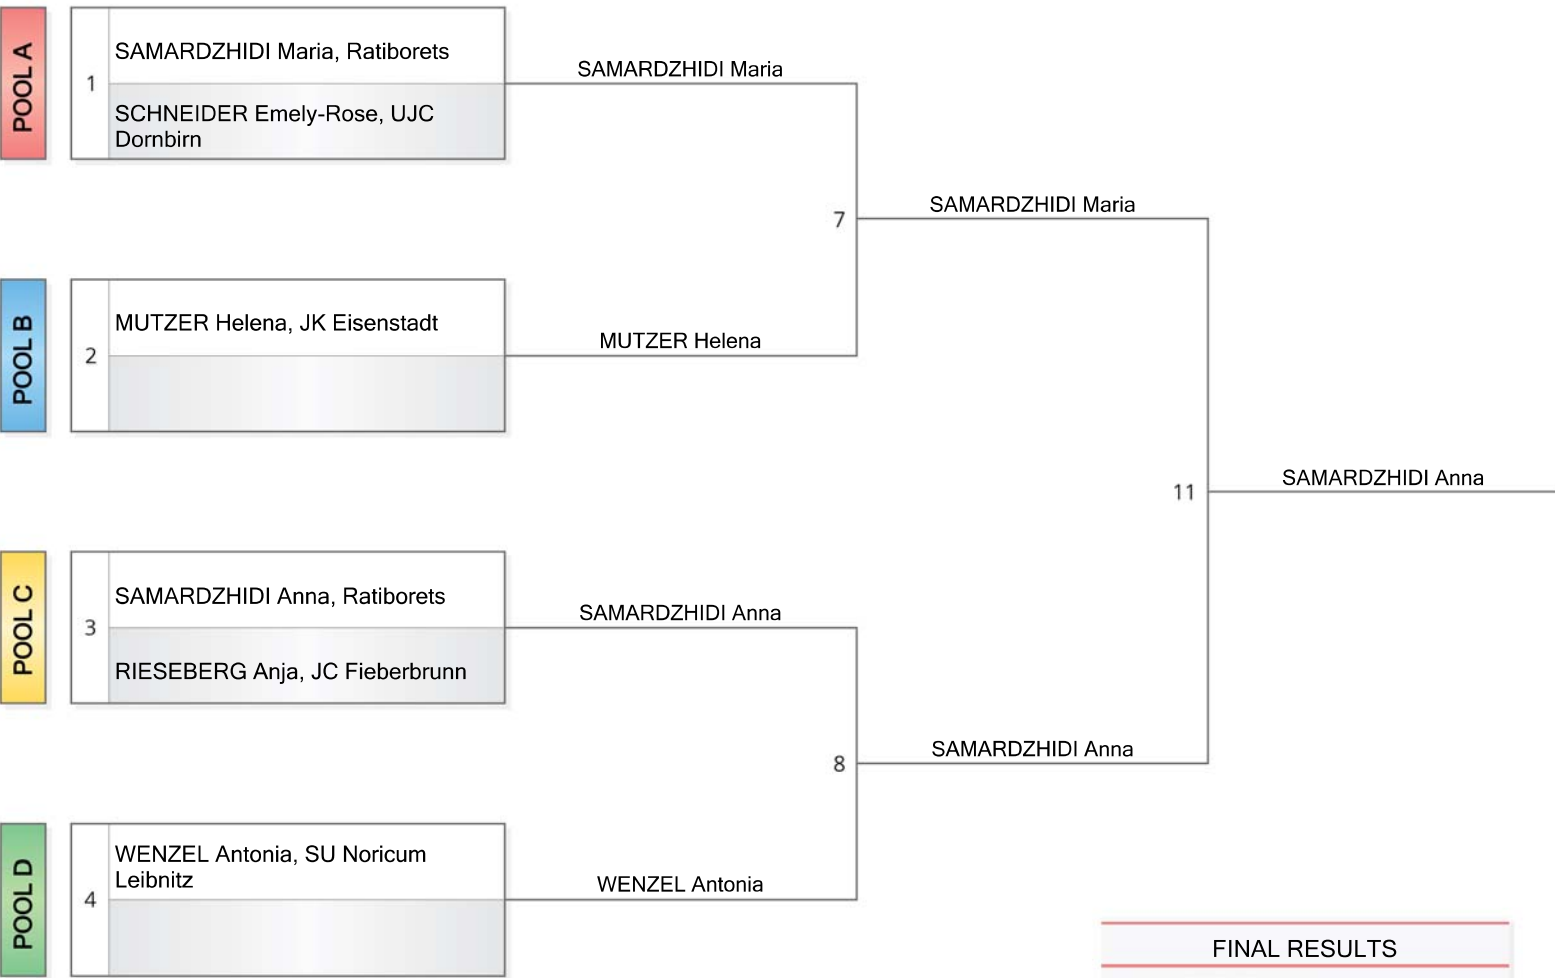 POOL A
1
SAMARDZHIDI Maria, Ratiborets
SCHNEIDER Emely-Rose, UJC
Dornbirn
SAMARDZHIDI Maria
7
SAMARDZHIDI Maria
POOL B
2
MUTZER Helena, JK Eisenstadt
MUTZER Helena
11
SAMARDZHIDI Anna
POOL C
3
SAMARDZHIDI Anna, Ratiborets
RIESEBERG Anja, JC Fieberbrunn
SAMARDZHIDI Anna
8
SAMARDZHIDI Anna
POOL D
4
WENZEL Antonia, SU Noricum
Leibnitz
WENZEL Antonia
FINAL RESULTS